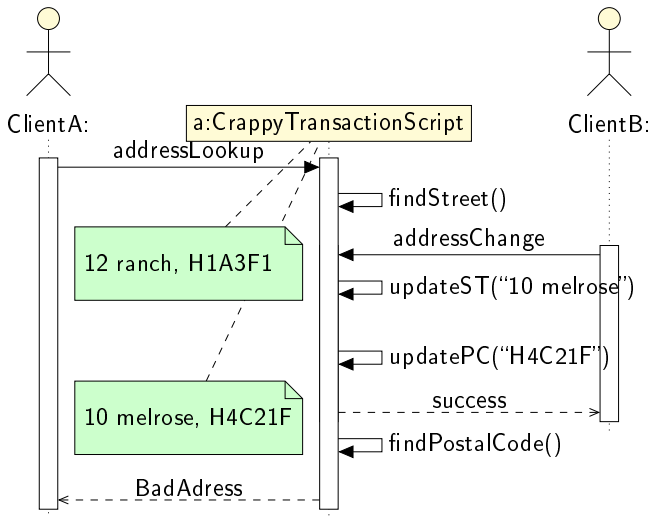 ClientA:
a:CrappyTransactionScript
ClientB:
addressLookup
findStreet()
addressChange
12 ranch, H1A3F1
updateST(“10 melrose”)
updatePC(“H4C21F”)
success
10 melrose, H4C21F
findPostalCode()
BadAdress